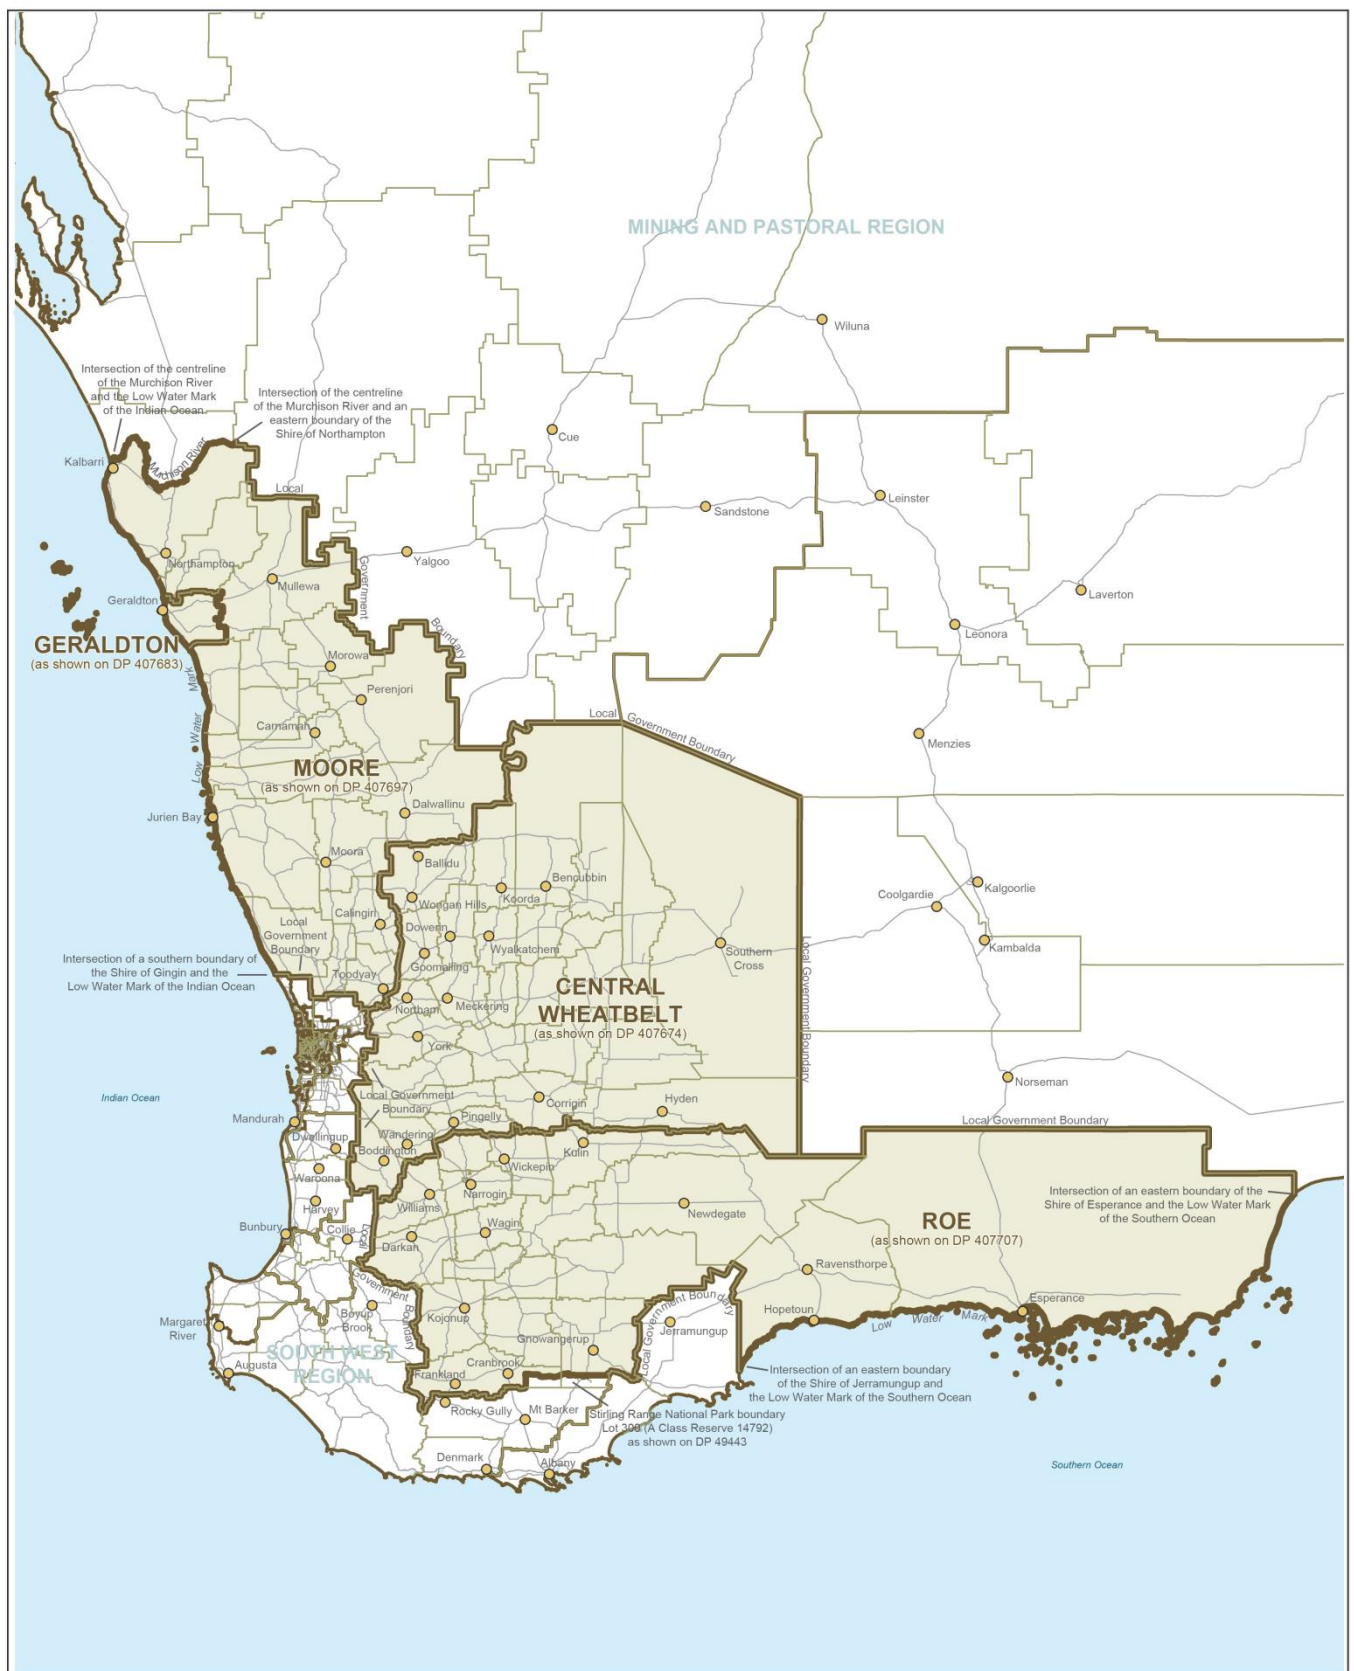 MINING AND PASTORAL REGION
Wiluna
Intersection of the centreline
of the Murchison River
and the Low Water Mark
of the Indian Ocean.
Intersection of the centreline
of the Murchison River and an
eastern boundary of the
Shire of Northampton
Cue
Kalbarri
Murchison River
Local
Leinster
Sandstone
Northampton
Yalgoo
Government
Mullewa
Laverton
Geraldton
Boundary
Leonora
GERALDTON
(as shown on DP 407683)
Morowa
Mark
Perenjori
Water
Local
Government Boundary
Carnamah
Menzies
Low
MOORE
(as shown on DP 407697)
Dalwallinu
Jurien Bay
Moora
Ballidu
Bencubbin
Kalgoorlie
Koorda
Coolgardie
Wongan Hills
Calingiri
Local
Government
Boundary
Dowerin
Wyalkatchem
Southern
Cross
Kambalda
Local Government Boundary
Goomalling
Intersection of a southern boundary of
the Shire of Gingin and the
Low Water Mark of the Indian Ocean
Toodyay
CENTRAL
WHEATBELT
(as shown on DP 407674)
Northam
Meckering
York
Local Government Boundary
Norseman
Indian Ocean
Local Government
Boundary
Corrigin
Hyden
Mandurah
Pingelly
Local Government Boundary
Dwellingup
Wandering
Kulin
Boddington
Wickepin
Waroona
Narrogin
Intersection of an eastern boundary of the
Shire of Esperance and the Low Water Mark
of the Southern Ocean
Harvey
Williams
Newdegate
ROE
(as shown on DP 407707)
Bunbury
Collie
Local
Wagin
Darkan
Government
Boundary
Ravensthorpe
Esperance
Local Government Boundary
Boyup
Brook
Kojonup
Hopetoun
Low Water Mark
Margaret
River
Jerramungup
Gnowangerup
SOUTH WEST
REGION
Augusta
Cranbrook
Frankland
Intersection of an eastern boundary
of the Shire of Jerramungup and
the Low Water Mark of the Southern Ocean
Rocky Gully
Mt Barker
Stirling Range National Park boundary
Lot 300 (A Class Reserve 14792)
as shown on DP 49443
Denmark
Albany
Southern Ocean